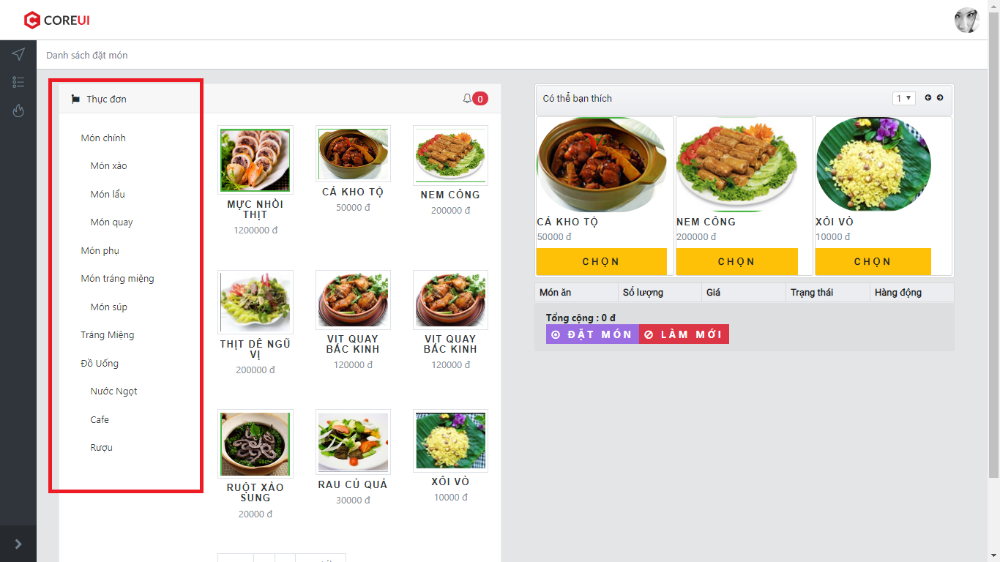 COREUI
Danh sách đặt món
Thực đơn
0
Món chính
Món xào
Món lẩu
Món quay
Món phụ
Món tráng miệng
Món súp
Tráng Miệng
Đồ Uống
Nước Ngọt
Cafe
Rượu
MỰC NHỒI
THỊT
1200000 đ
CÁ KHO TỘ
50000 đ
NEM CÔNG
200000 đ
THỊT DÊ NGŨ
VỊ
200000 đ
VIT QUAY
BẮC KINH
120000 đ
VIT QUAY
BẮC KINH
120000 đ
RUỘT XÀO
SUNG
20000 đ
RAU CỦ QUẢ
30000 đ
XÔI VÒ
10000 đ
Có thể bạn thích
1
CÁ KHO TỘ
50000 đ
CHỌN
NEM CÔNG
200000 đ
CHỌN
XÔI VÒ
10000 đ
CHỌN
Món ăn Số lượng Giá Trạng thái Hàng động
Tổng cộng : 0 đ
ĐẶT MÓN LÀM MỚI